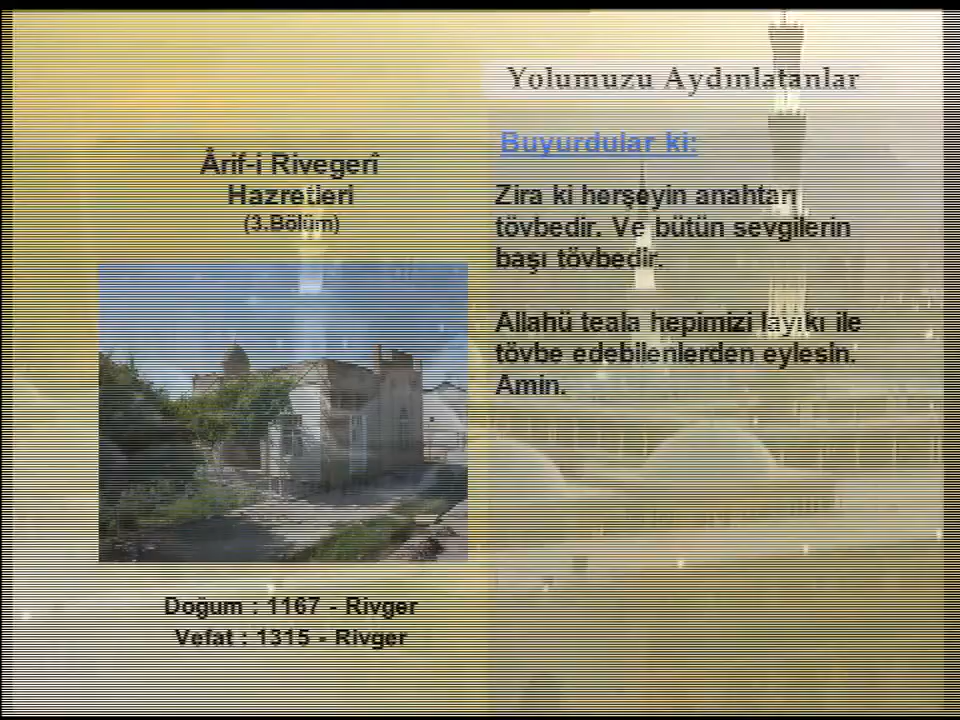 Yolumuzu Aydınlatanlar
Ârif-i Rivegerî
Hazretleri
(3.Bölüm)
Buyurdular ki:
Zira ki herşeyin anahtarı
tövbedir. Ve bütün sevgilerin
başı tövbedir.
Allahü teala hepimizi layıkı ile
tövbe edebilenlerden eylesin.
Amin.
Doğum : 1167 - Rivger
Vefat : 1315 - Rivger